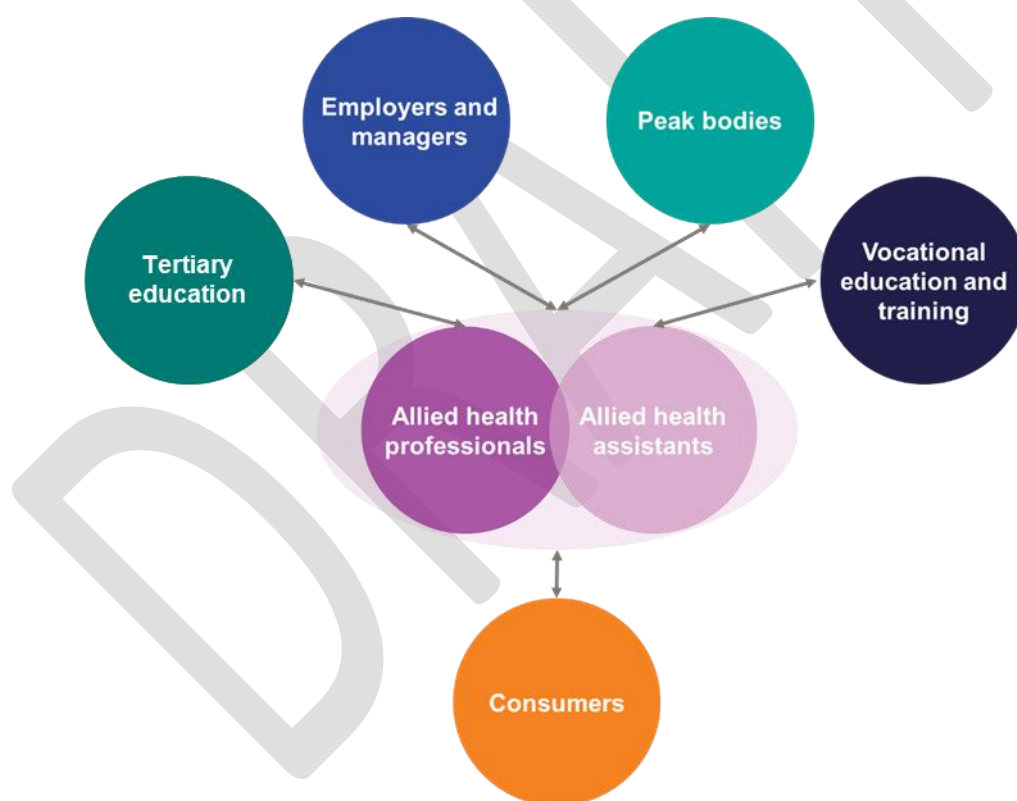 Employers and
managers
Peak bodies
Tertiary
education
Vocational
education and
training
Allied health
professionals
Allied health
assistants
Consumers
DRAFT